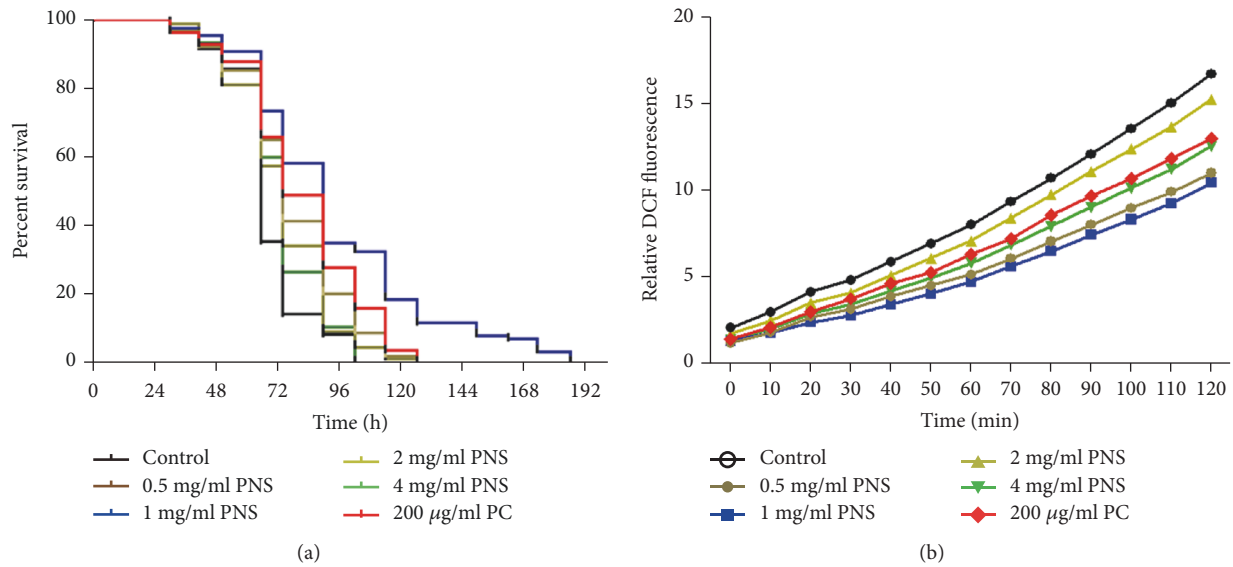 100
80
60
40
20
0
Percent survival
0 24 48 72 96 120 144 168 192
Time (h)
Control
0.5 mg/ml PNS
1 mg/ml PNS
2 mg/ml PNS
4 mg/ml PNS
200 μg/ml PC
(a)
20
15
10
5
0
Relative DCF fluorescence
0 10 20 30 40 50 60 70 80 90 100 110 120
Time (min)
Control
0.5 mg/ml PNS
1 mg/ml PNS
2 mg/ml PNS
4 mg/ml PNS
200 μg/ml PC
(b)